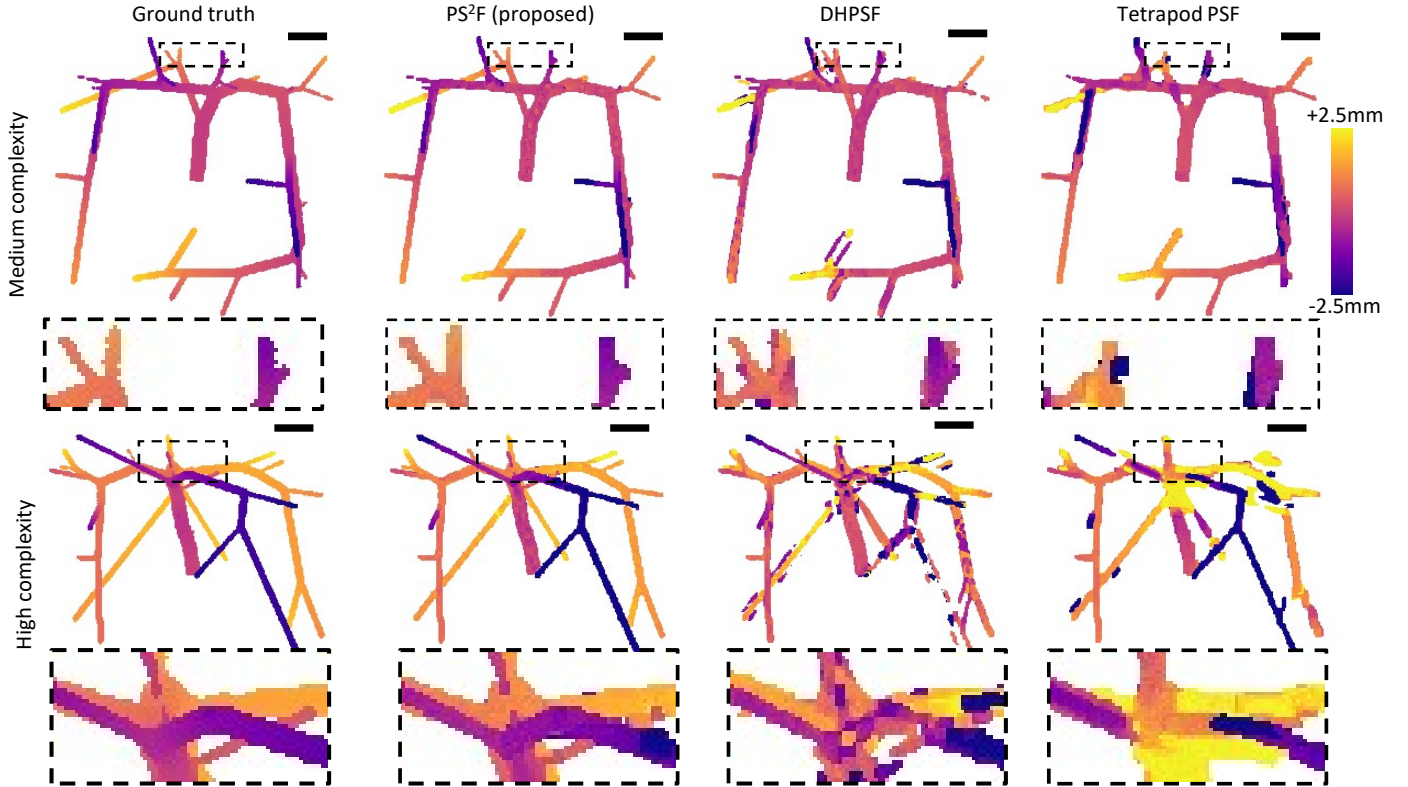 Ground truth
PS²F (proposed)
DHPSF
Tetrapod PSF
Medium complexity
+2.5mm
-2.5mm
High complexity